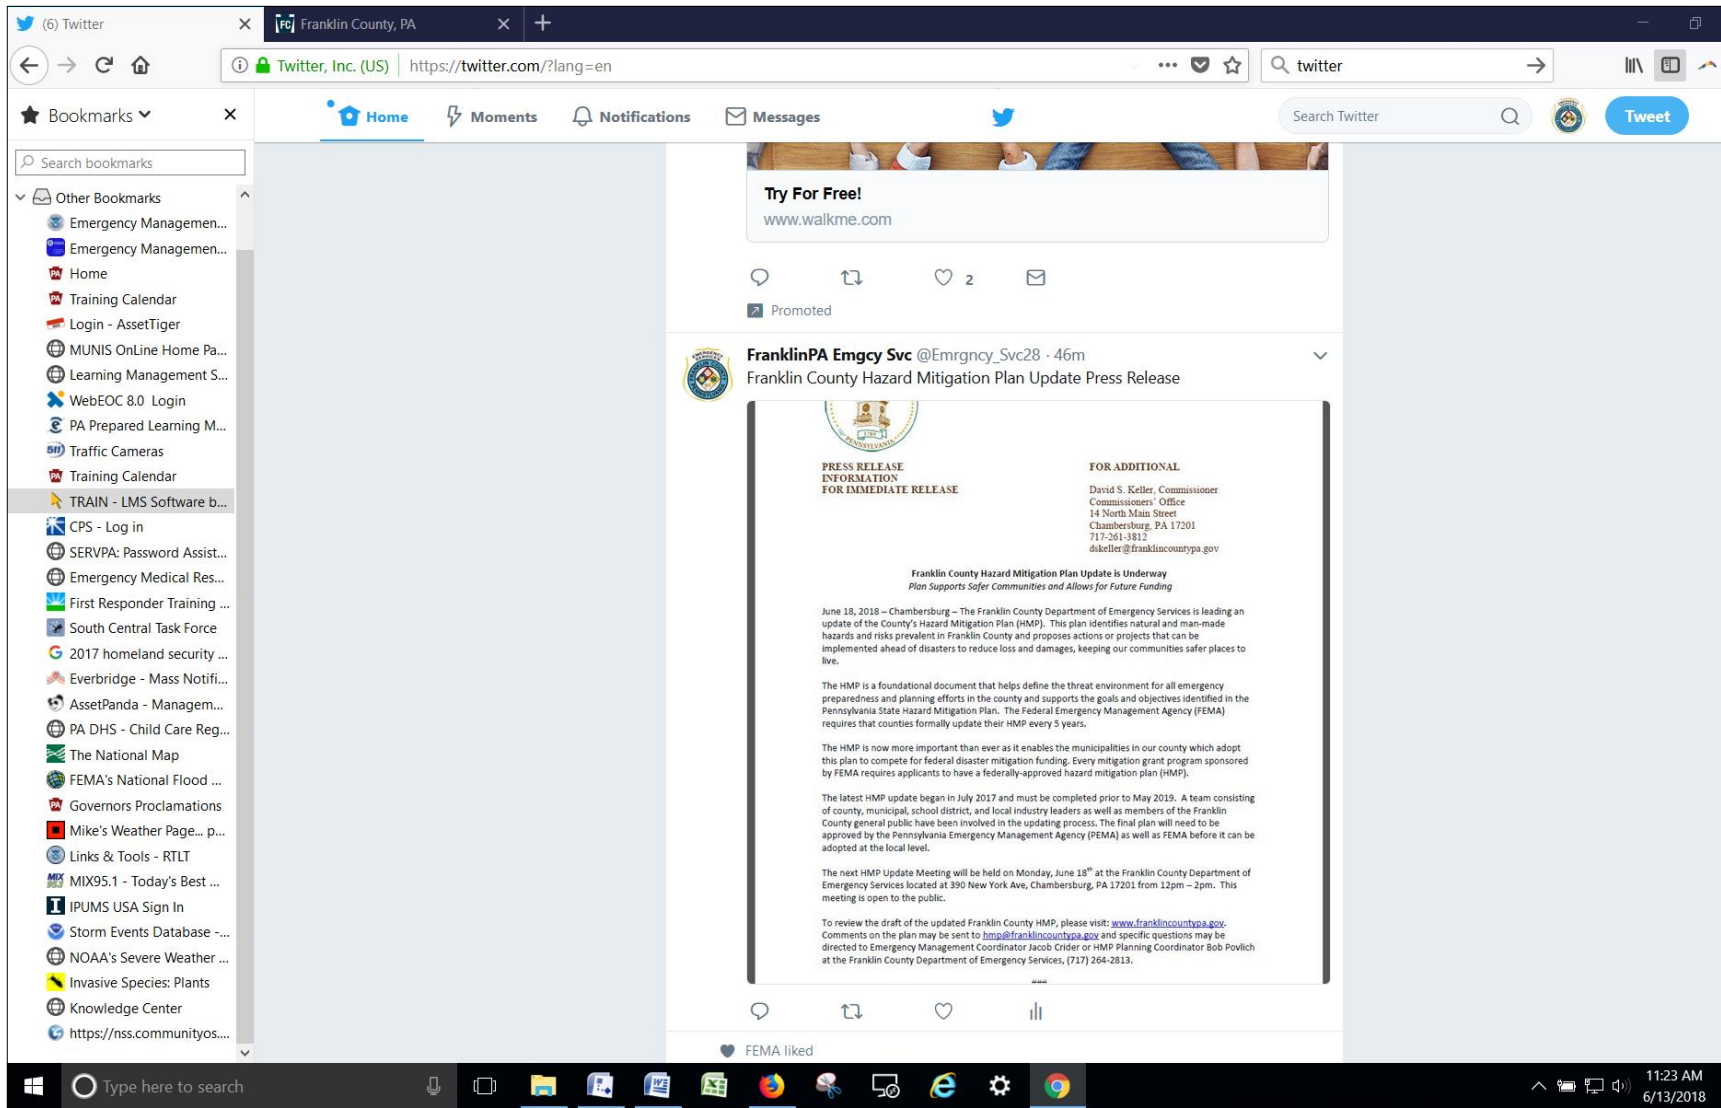 (6) Twitter
Franklin County, PA
Twitter, Inc. (US)
https://twitter.com/?lang=en
twitter
Bookmarks
Home
Moments
Notifications
Messages
Search Twitter
Tweet
Search bookmarks
Other Bookmarks
Emergency Managemen...
Emergency Managemen...
Home
Training Calendar
Login - AssetTiger
MUNIS OnLine Home Pa...
Learning Management S...
WebEOC 8.0 Login
PA Prepared Learning M...
Traffic Cameras
Training Calendar
TRAIN - LMS Software b...
CPS - Log in
SERVPA: Password Assist...
Emergency Medical Res...
First Responder Training ...
South Central Task Force
2017 homeland security ...
Everbridge - Mass Notifi...
AssetPanda - Managem...
PA DHS - Child Care Reg...
The National Map
FEMA's National Flood ...
Governors Proclamations
Mike's Weather Page... p...
Links & Tools - RTLT
MIX95.1 - Today's Best ...
IPUMS USA Sign In
Storm Events Database -...
NOAA's Severe Weather ...
Invasive Species: Plants
Knowledge Center
https://nss.communityos....
Try For Free!
www.walkme.com
2
Promoted
FranklinPA Emgcy Svc @Emrgncy_Svc28 · 46m
Franklin County Hazard Mitigation Plan Update Press Release
1784
PENNSYLVANIA
PRESS RELEASE
INFORMATION
FOR IMMEDIATE RELEASE
FOR ADDITIONAL
David S. Keller, Commissioner
Commissioners' Office
14 North Main Street
Chambersburg, PA 17201
717-261-3812
dskeller@franklincountypa.gov
Franklin County Hazard Mitigation Plan Update is Underway
Plan Supports Safer Communities and Allows for Future Funding
June 18, 2018 – Chambersburg – The Franklin County Department of Emergency Services is leading an
update of the County's Hazard Mitigation Plan (HMP). This plan identifies natural and man-made
hazards and risks prevalent in Franklin County and proposes actions or projects that can be
implemented ahead of disasters to reduce loss and damages, keeping our communities safer places to
live.
The HMP is a foundational document that helps define the threat environment for all emergency
preparedness and planning efforts in the county and supports the goals and objectives identified in the
Pennsylvania State Hazard Mitigation Plan. The Federal Emergency Management Agency (FEMA)
requires that counties formally update their HMP every 5 years.
The HMP is now more important than ever as it enables the municipalities in our county which adopt
this plan to compete for federal disaster mitigation funding. Every mitigation grant program sponsored
by FEMA requires applicants to have a federally-approved hazard mitigation plan (HMP).
The latest HMP update began in July 2017 and must be completed prior to May 2019. A team consisting
of county, municipal, school district, and local industry leaders as well as members of the Franklin
County general public have been involved in the updating process. The final plan will need to be
approved by the Pennsylvania Emergency Management Agency (PEMA) as well as FEMA before it can be
adopted at the local level.
The next HMP Update Meeting will be held on Monday, June 18th at the Franklin County Department of
Emergency Services located at 390 New York Ave, Chambersburg, PA 17201 from 12pm – 2pm. This
meeting is open to the public.
To review the draft of the updated Franklin County HMP, please visit: www.franklincountypa.gov.
Comments on the plan may be sent to hmp@franklincountypa.gov and specific questions may be
directed to Emergency Management Coordinator Jacob Crider or HMP Planning Coordinator Bob Povlich
at the Franklin County Department of Emergency Services, (717) 264-2813.
###
FEMA liked
Type here to search
11:23 AM
6/13/2018